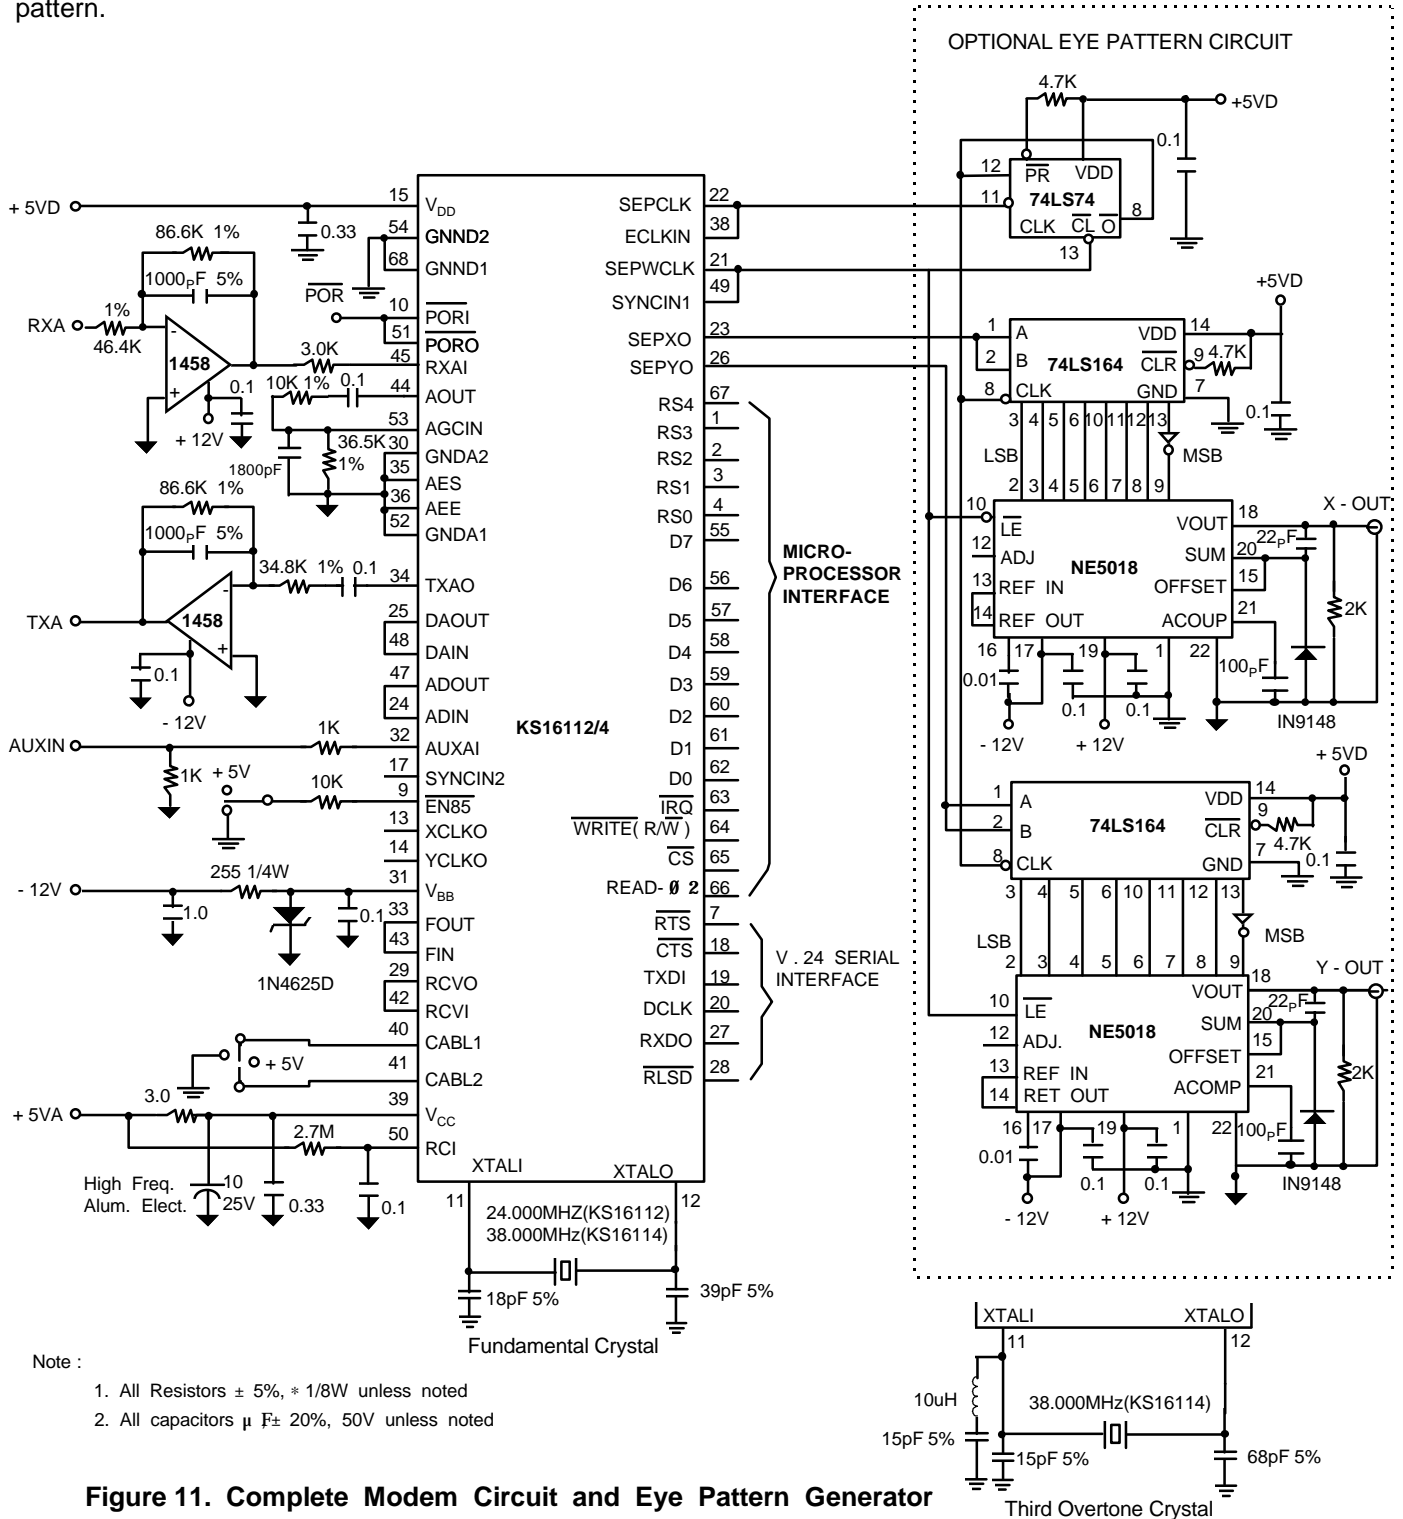 pattern.
OPTIONAL EYE PATTERN CIRCUIT
4.7K
+5VD
0.1
12
PR
VDD
74LS74
11
CLK
CL
O
8
13
+ 5VD
15
V_DD
0.33
54
GNND2
68
GNND1
86.6K 1%
1000PF 5%
POR
10
PORI
51
PORO
RXA
1%
46.4K
-
+
1458
3.0K
45
RXAI
0.1
+ 12V
10K 1%
0.1
44
AOUT
53
AGCIN
36.5K
1%
1800pF
30
GNDA2
35
AES
36
AEE
52
GNDA1
86.6K 1%
1000PF 5%
34.8K 1%
0.1
34
TXAO
TXA
1458
-
+
0.1
- 12V
25
DAOUT
48
DAIN
47
ADOUT
24
ADIN
AUXIN
1K
32
AUXAI
1K
+ 5V
17
SYNCIN2
10K
9
EN85
13
XCLKO
14
YCLKO
- 12V
255 1/4W
31
V_BB
1.0
0.1
1N4625D
33
FOUT
43
FIN
29
RCVO
42
RCVI
40
CABL1
+ 5V
41
CABL2
+ 5VA
3.0
39
V_CC
2.7M
50
RCI
High Freq.
Alum. Elect.
10
25V
0.33
0.1
KS16112/4
SEPCLK
22
ECLKIN
38
SEPWCLK
21
SYNCIN1
49
SEPXO
23
SEPYO
26
RS4
67
RS3
1
RS2
2
RS1
3
RS0
4
D7
55
D6
56
D5
57
D4
58
D3
59
D2
60
D1
61
D0
62
IRQ
63
WRITE( R/W )
64
CS
65
READ- Ø 2
66
MICRO-
PROCESSOR
INTERFACE
RTS
7
CTS
18
TXDI
19
DCLK
20
RXDO
27
RLSD
28
V . 24 SERIAL
INTERFACE
XTALI
XTALO
11
12
24.000MHZ(KS16112)
38.000MHz(KS16114)
18pF 5%
39pF 5%
Fundamental Crystal
+5VD
1
A
2
B
8
CLK
74LS164
VDD
14
CLR
9
4.7K
GND
7
0.1
3 4 5 6 10 11 12 13
LSB
MSB
2 3 4 5 6 7 8 9
10
LE
12
ADJ
13
REF IN
14
REF OUT
NE5018
VOUT
18
SUM
20
OFFSET
15
ACOUP
21
X - OUT
22PF
2K
16
17
19
1
22
0.01
100PF
0.1
0.1
- 12V
+ 12V
IN9148
+ 5VD
1
A
2
B
8
CLK
74LS164
VDD
14
CLR
9
4.7K
GND
7
0.1
3 4 5 6 10 11 12 13
LSB
MSB
2 3 4 5 6 7 8 9
10
LE
12
ADJ.
13
REF IN
14
RET OUT
NE5018
VOUT
18
SUM
20
OFFSET
15
ACOMP
21
Y - OUT
22PF
2K
16
17
19
1
22
0.01
100PF
0.1
0.1
- 12V
+ 12V
IN9148
XTALI
XTALO
11
12
10uH
38.000MHz(KS16114)
15pF 5%
15pF 5%
68pF 5%
Third Overtone Crystal
Note :
1. All Resistors ± 5%, * 1/8W unless noted
2. All capacitors µ F± 20%, 50V unless noted
Figure 11. Complete Modem Circuit and Eye Pattern Generator